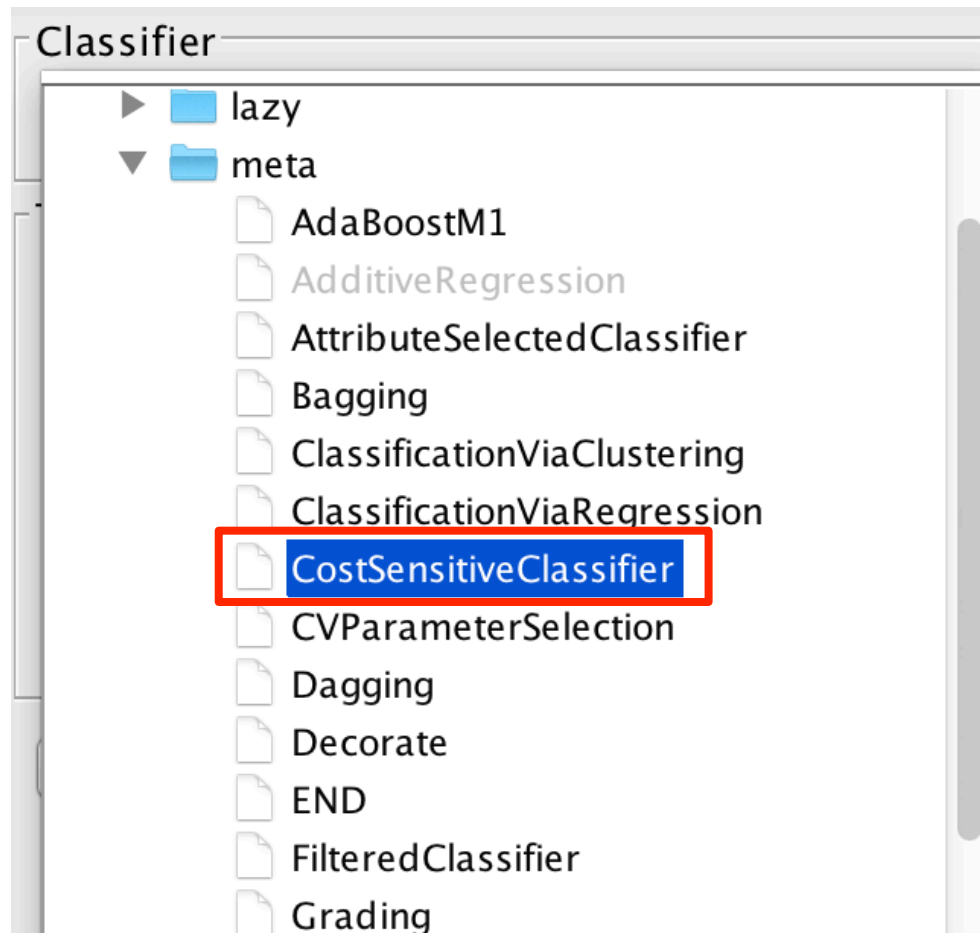 Classifier
lazy
meta
AdaBoostM1
AdditiveRegression
AttributeSelectedClassifier
Bagging
ClassificationViaClustering
ClassificationViaRegression
CostSensitiveClassifier
CVParameterSelection
Dagging
Decorate
END
FilteredClassifier
Grading